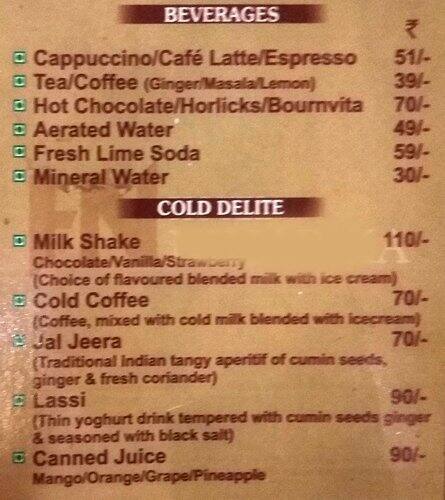 BEVERAGES
₹
Cappuccino/Café Latte/Espresso 51/-
Tea/Coffee (Ginger/Masala/Lemon) 39/-
Hot Chocolate/Horlicks/Bournvita 70/-
Aerated Water 49/-
Fresh Lime Soda 59/-
Mineral Water 30/-
COLD DELITE
Milk Shake 110/-
Chocolate/Vanilla/Strawberry
(Choice of flavoured blended milk with ice cream)
Cold Coffee 70/-
(Coffee, mixed with cold milk blended with icecream)
Jal Jeera 70/-
(Traditional Indian tangy aperitif of cumin seeds,
ginger & fresh coriander)
Lassi 90/-
(Thin yoghurt drink tempered with cumin seeds ginger
& seasoned with black salt)
Canned Juice 90/-
Mango/Orange/Grape/Pineapple